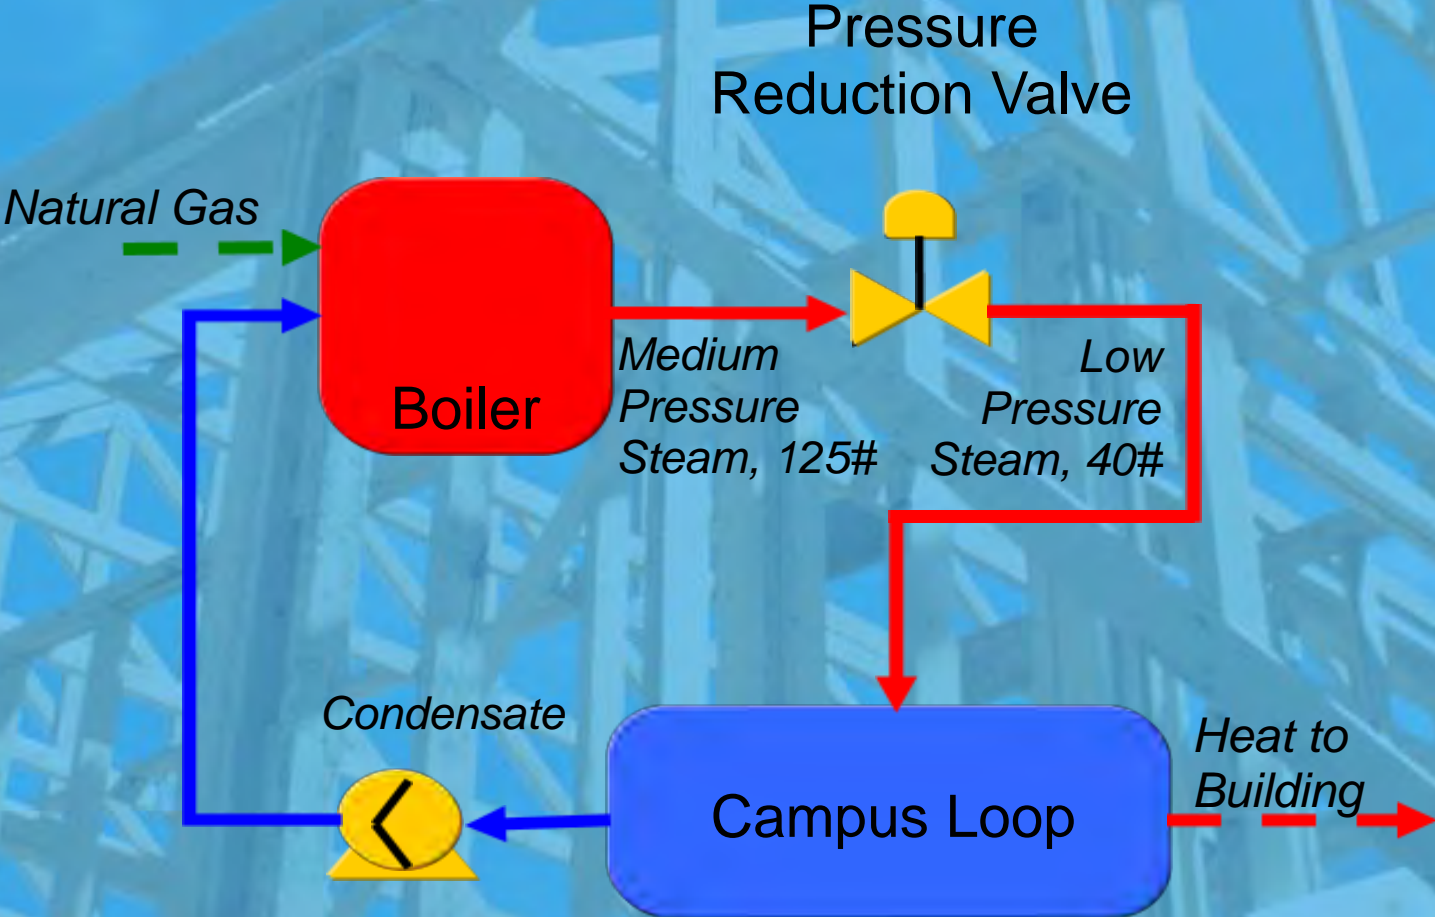 Pressure
Reduction Valve
Natural Gas
Boiler
Medium
Pressure
Steam, 125#
Low
Pressure
Steam, 40#
Condensate
Campus Loop
Heat to
Building